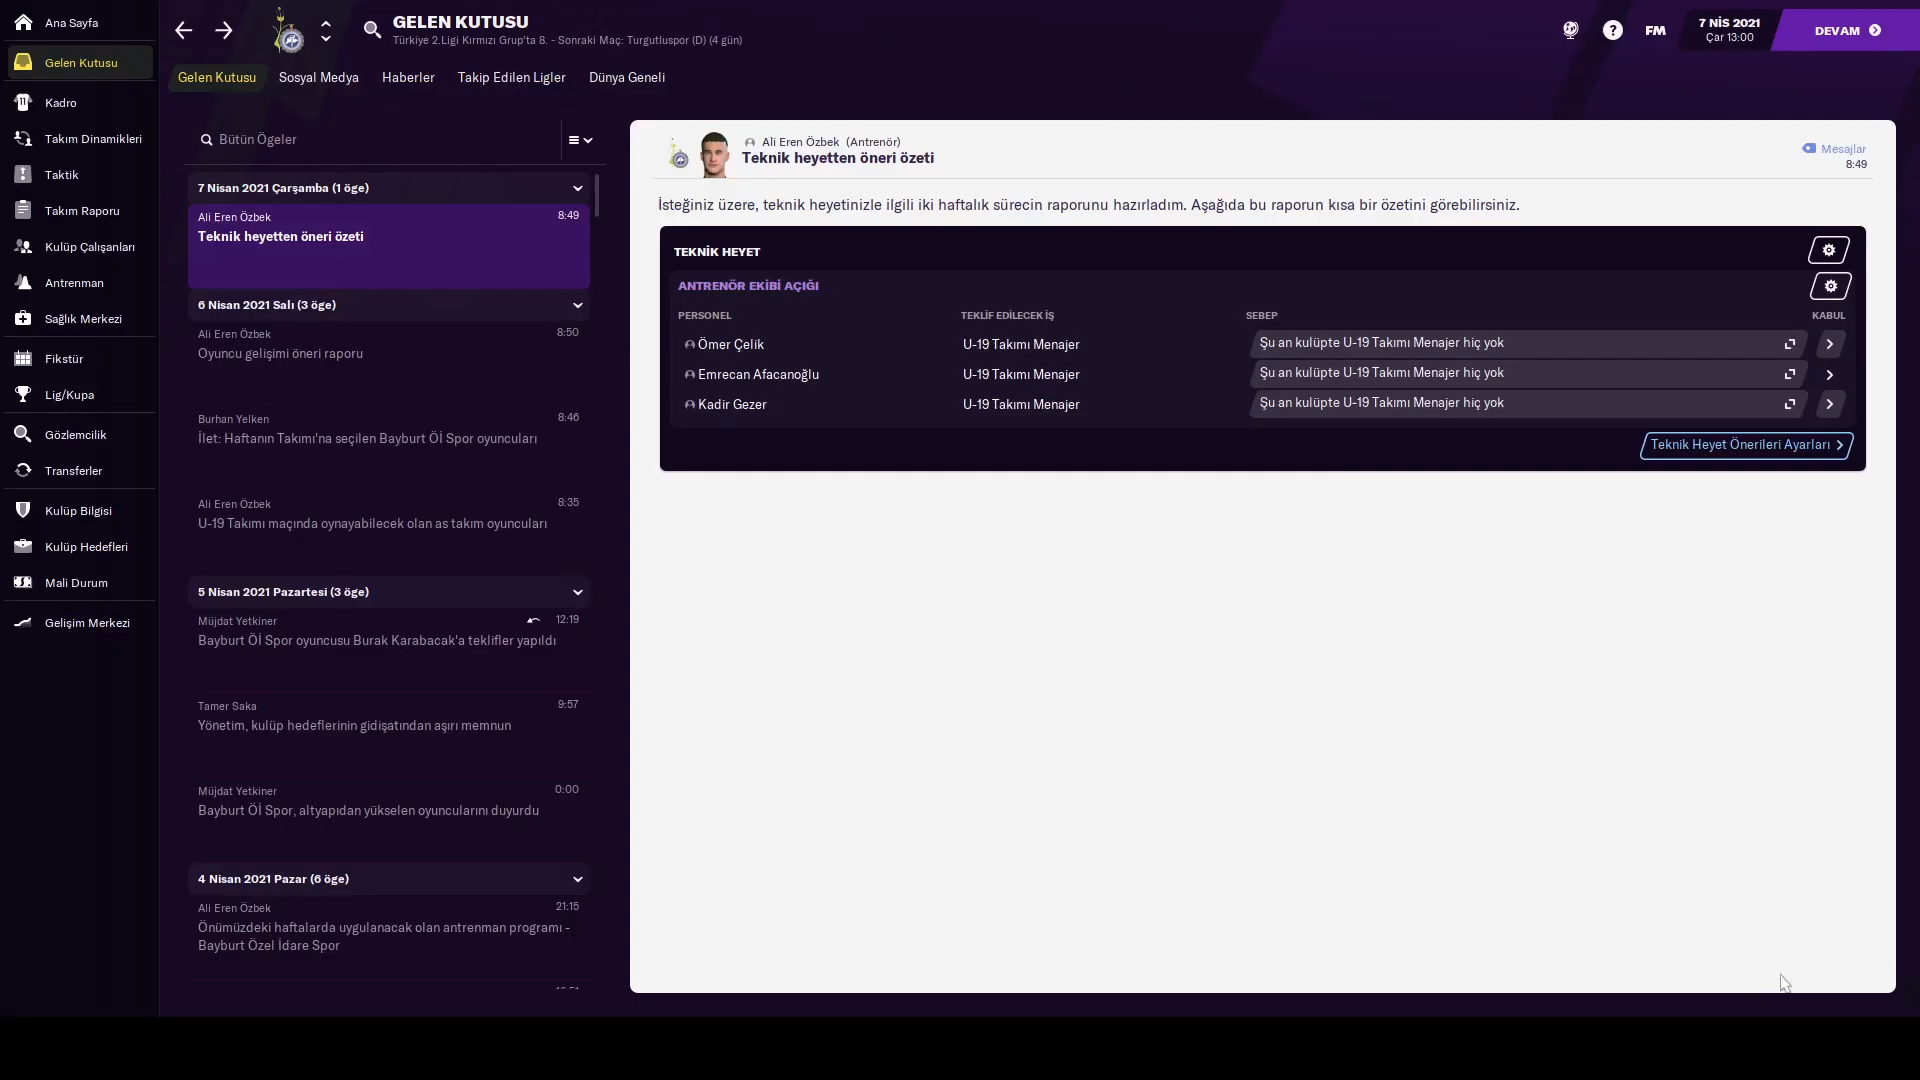 Ana Sayfa
Gelen Kutusu
Kadro
Takım Dinamikleri
Taktik
Takım Raporu
Kulüp Çalışanları
Antrenman
Sağlık Merkezi
Fikstür
Lig/Kupa
Gözlemcilik
Transferler
Kulüp Bilgisi
Kulüp Hedefleri
Mali Durum
Gelişim Merkezi
GELEN KUTUSU
Türkiye 2.Ligi Kırmızı Grup'ta 8. - Sonraki Maç: Turgutluspor (D) (4 gün)
FM
7 NİS 2021
Çar 13:00
DEVAM
Gelen Kutusu Sosyal Medya Haberler Takip Edilen Ligler Dünya Geneli
Bütün Ögeler
7 Nisan 2021 Çarşamba (1 öge)
Ali Eren Özbek 8:49
Teknik heyetten öneri özeti
6 Nisan 2021 Salı (3 öge)
Ali Eren Özbek 8:50
Oyuncu gelişimi öneri raporu
Burhan Yelken 8:46
İlet: Haftanın Takımı'na seçilen Bayburt Öİ Spor oyuncuları
Ali Eren Özbek 8:35
U-19 Takımı maçında oynayabilecek olan as takım oyuncuları
5 Nisan 2021 Pazartesi (3 öge)
Müjdat Yetkiner 12:19
Bayburt Öİ Spor oyuncusu Burak Karabacak'a teklifler yapıldı
Tamer Saka 9:57
Yönetim, kulüp hedeflerinin gidişatından aşırı memnun
Müjdat Yetkiner 0:00
Bayburt Öİ Spor, altyapıdan yükselen oyuncularını duyurdu
4 Nisan 2021 Pazar (6 öge)
Ali Eren Özbek 21:15
Önümüzdeki haftalarda uygulanacak olan antrenman programı -
Bayburt Özel İdare Spor
Ali Eren Özbek (Antrenör)
Teknik heyetten öneri özeti
Mesajlar
8:49
İsteğiniz üzere, teknik heyetinizle ilgili iki haftalık sürecin raporunu hazırladım. Aşağıda bu raporun kısa bir özetini görebilirsiniz.
TEKNİK HEYET
ANTRENÖR EKİBİ AÇIĞI
PERSONEL TEKLİF EDİLECEK İŞ SEBEP KABUL
Ömer Çelik U-19 Takımı Menajer Şu an kulüpte U-19 Takımı Menajer hiç yok
Emrecan Afacanoğlu U-19 Takımı Menajer Şu an kulüpte U-19 Takımı Menajer hiç yok
Kadir Gezer U-19 Takımı Menajer Şu an kulüpte U-19 Takımı Menajer hiç yok
Teknik Heyet Önerileri Ayarları